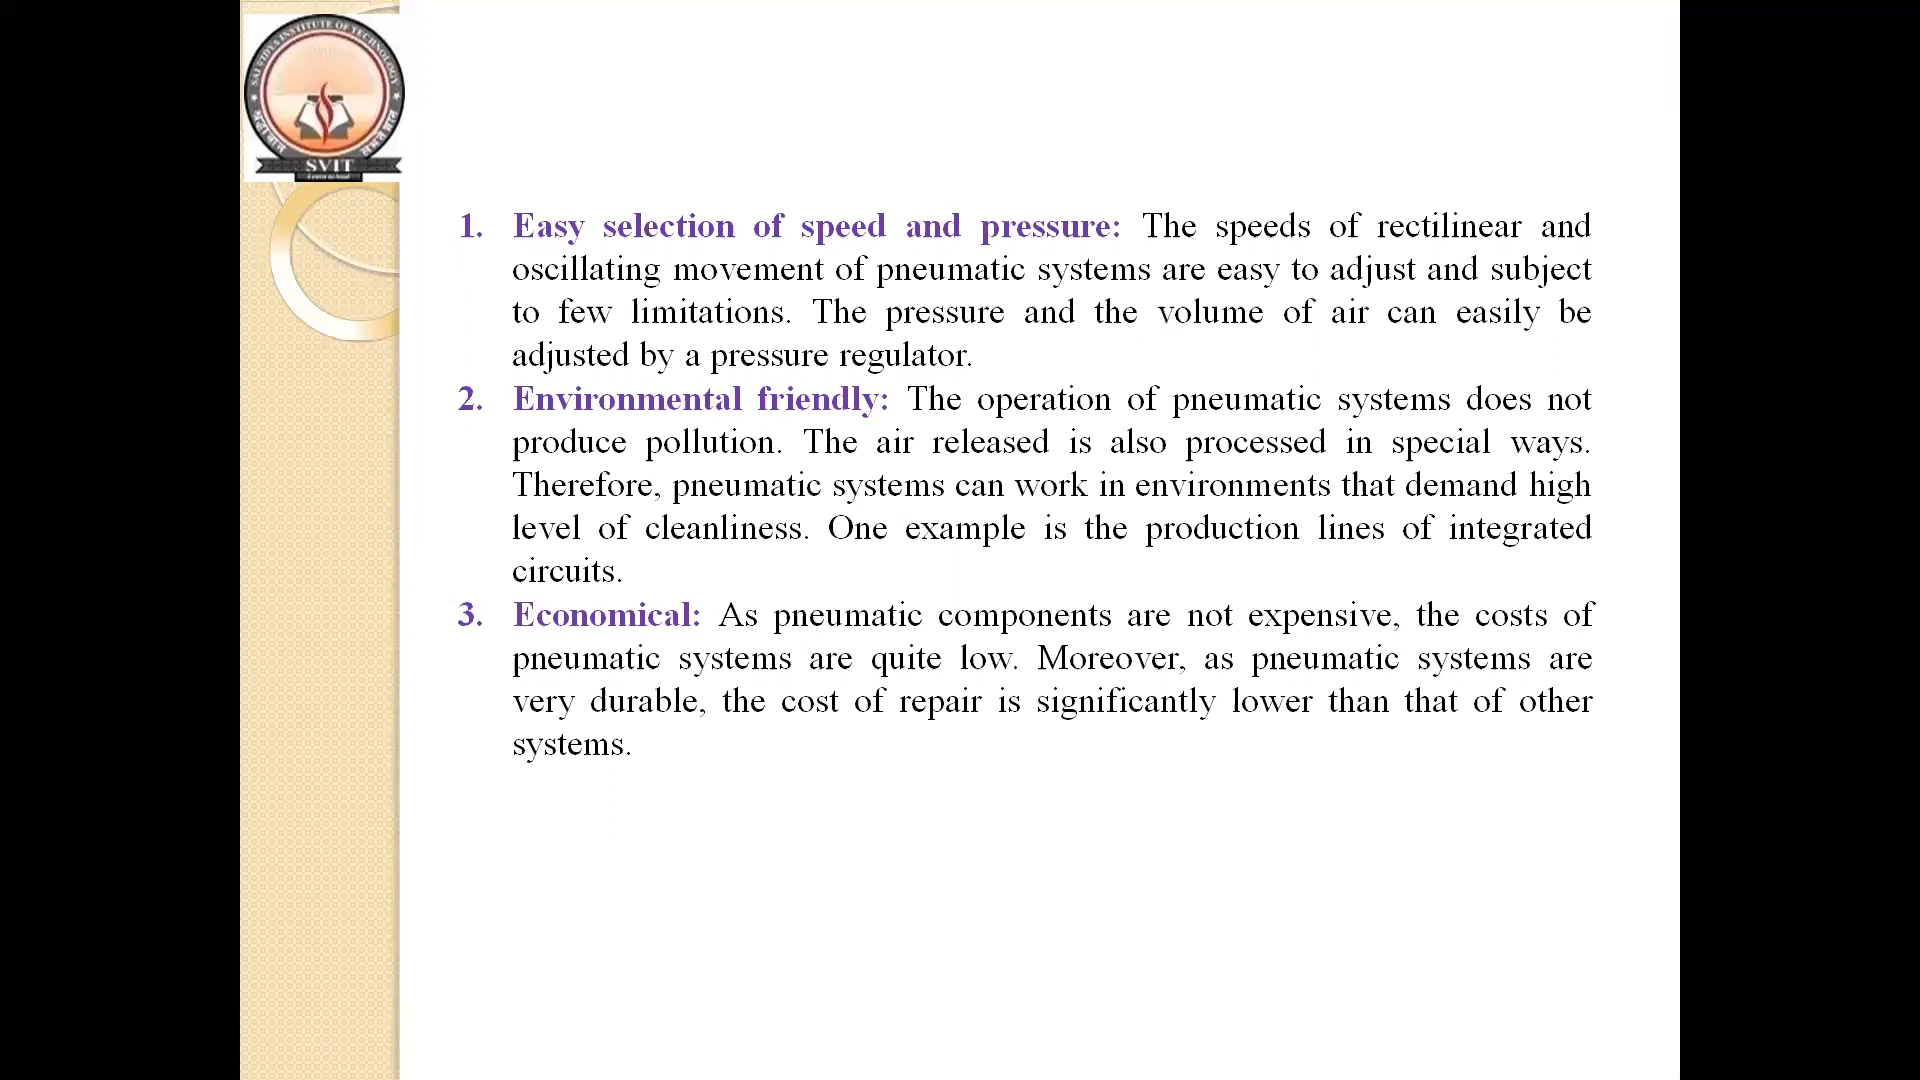 SAI VIDYA INSTITUTE OF TECHNOLOGY
SVIT
1. Easy selection of speed and pressure: The speeds of rectilinear and
oscillating movement of pneumatic systems are easy to adjust and subject
to few limitations. The pressure and the volume of air can easily be
adjusted by a pressure regulator.
2. Environmental friendly: The operation of pneumatic systems does not
produce pollution. The air released is also processed in special ways.
Therefore, pneumatic systems can work in environments that demand high
level of cleanliness. One example is the production lines of integrated
circuits.
3. Economical: As pneumatic components are not expensive, the costs of
pneumatic systems are quite low. Moreover, as pneumatic systems are
very durable, the cost of repair is significantly lower than that of other
systems.